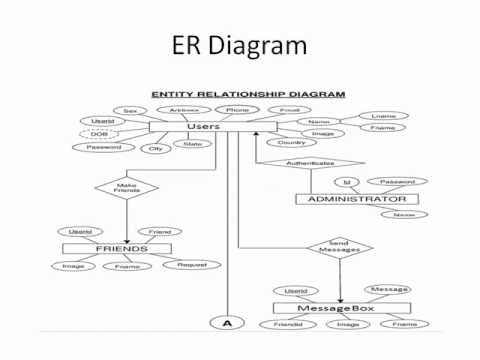 ER Diagram
ENTITY RELATIONSHIP DIAGRAM
Sex
Address
Phone
Email
Lname
UserId
Name
Fname
DOB
Users
Image
Password
City
State
Country
Authenticates
Make
Friends
Id
Password
ADMINISTRATOR
Name
UserId
Friend
FRIENDS
Image
Fname
Request
Send
Messages
UserId
Message
MessageBox
FriendId
Image
Fname
A